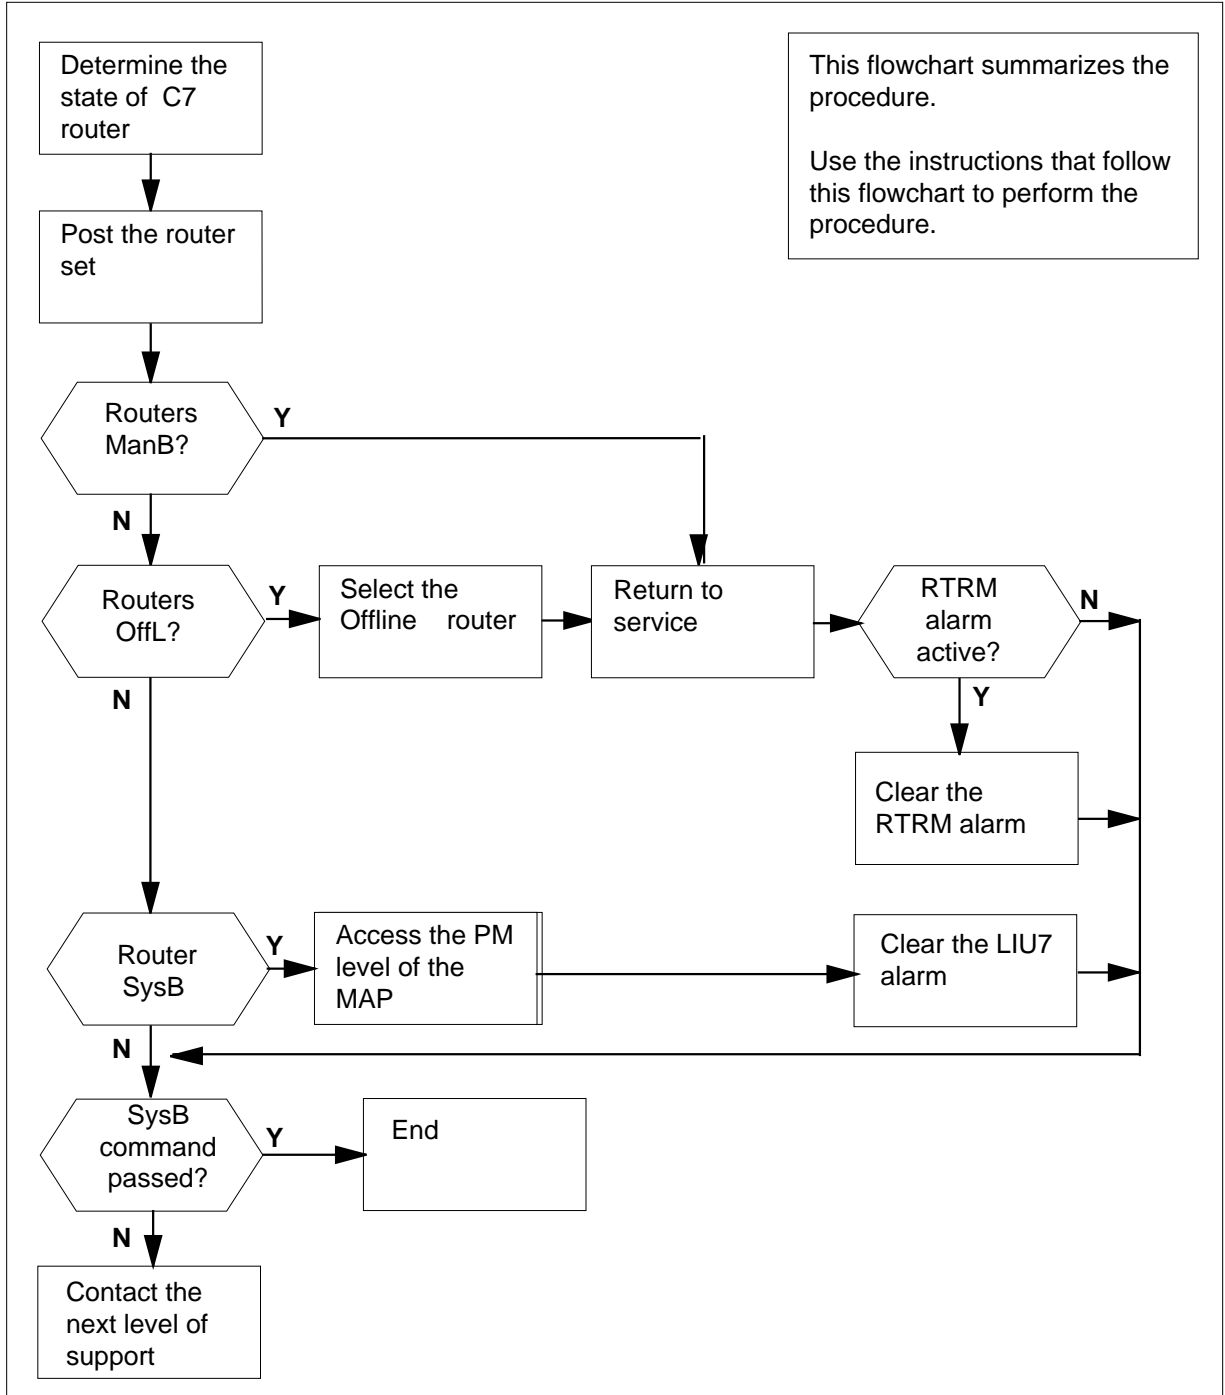 Determine the
state of C7
router
This flowchart summarizes the
procedure.
Use the instructions that follow
this flowchart to perform the
procedure.
Post the router
set
Routers
ManB?
Y
N
Routers
OffL?
Y
Select the
Offline router
Return to
service
RTRM
alarm
active?
N
N
Y
Clear the
RTRM alarm
Router
SysB
Y
Access the PM
level of the
MAP
Clear the LIU7
alarm
N
SysB
command
passed?
Y
End
N
Contact the
next level of
support